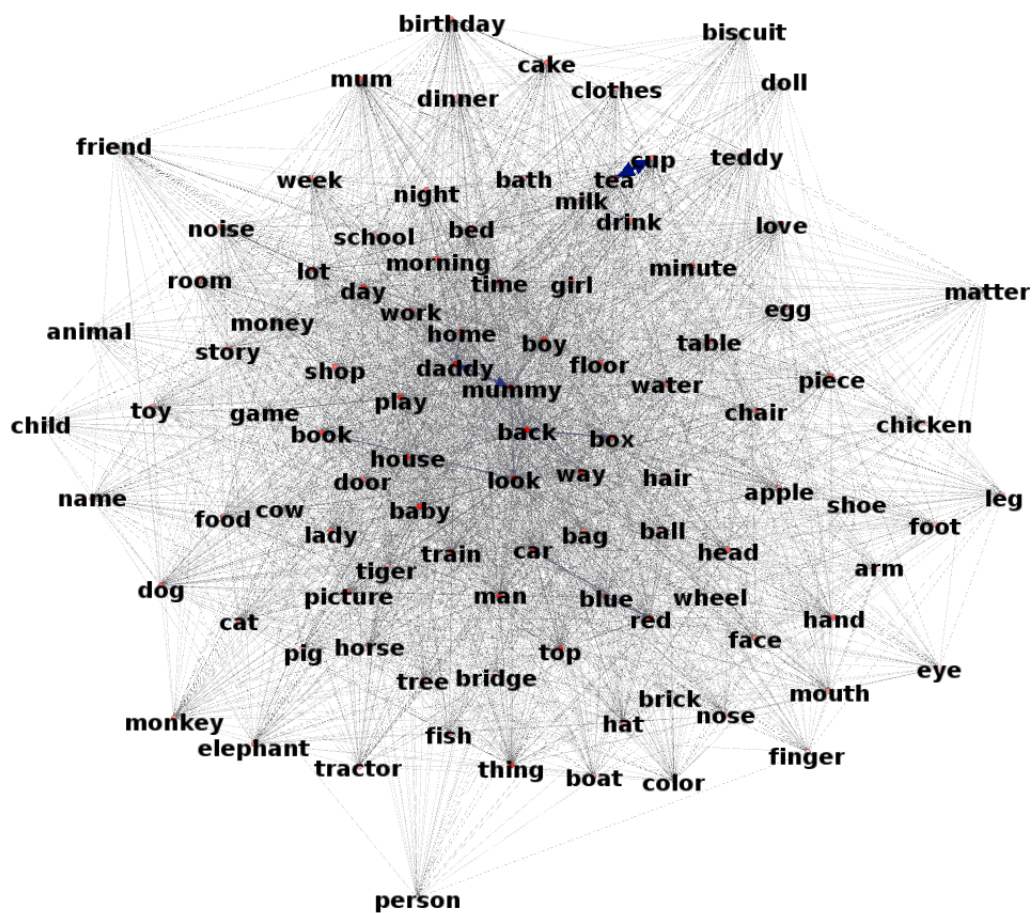 birthday
biscuit
cake
mum
doll
clothes
dinner
friend
teddy
cup
week
bath
tea
night
milk
drink
love
noise
bed
school
morning
minute
lot
room
time
girl
day
matter
egg
work
money
animal
home
table
boy
story
floor
daddy
shop
piece
water
mummy
play
toy
game
chair
child
chicken
back
book
box
house
way
hair
look
door
apple
name
leg
shoe
cow
baby
food
foot
ball
lady
bag
car
head
train
arm
tiger
dog
man
picture
wheel
blue
hand
red
cat
face
horse
pig
top
eye
bridge
tree
mouth
brick
nose
monkey
hat
fish
elephant
finger
tractor
thing
boat
color
person